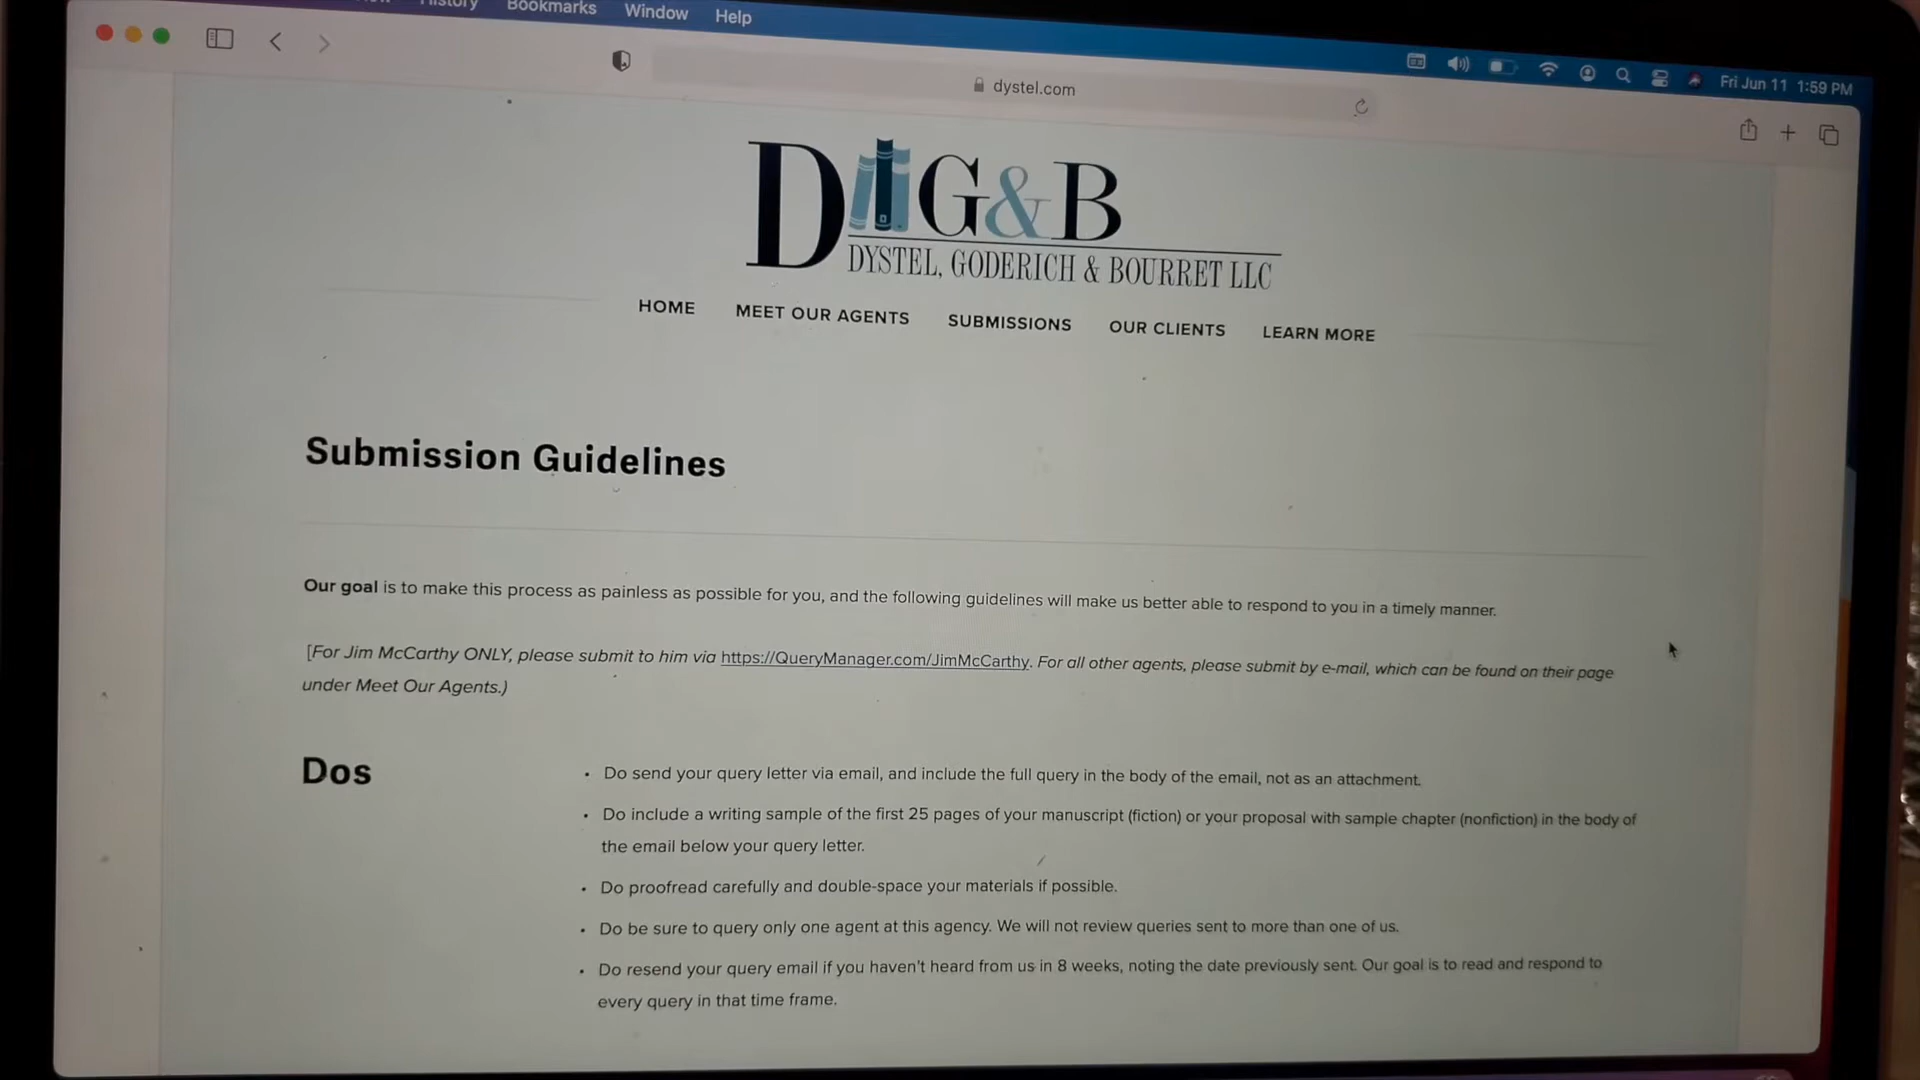 History
Bookmarks
Window
Help
Fri Jun 11 1:59 PM
dystel.com
D G&B
DYSTEL, GODERICH & BOURRET LLC
HOME
MEET OUR AGENTS
SUBMISSIONS
OUR CLIENTS
LEARN MORE
Submission Guidelines
Our goal is to make this process as painless as possible for you, and the following guidelines will make us better able to respond to you in a timely manner.
[For Jim McCarthy ONLY, please submit to him via https://QueryManager.com/JimMcCarthy. For all other agents, please submit by e-mail, which can be found on their page
under Meet Our Agents.)
Dos
• Do send your query letter via email, and include the full query in the body of the email, not as an attachment.
• Do include a writing sample of the first 25 pages of your manuscript (fiction) or your proposal with sample chapter (nonfiction) in the body of
the email below your query letter.
• Do proofread carefully and double-space your materials if possible.
• Do be sure to query only one agent at this agency. We will not review queries sent to more than one of us.
• Do resend your query email if you haven't heard from us in 8 weeks, noting the date previously sent. Our goal is to read and respond to
every query in that time frame.